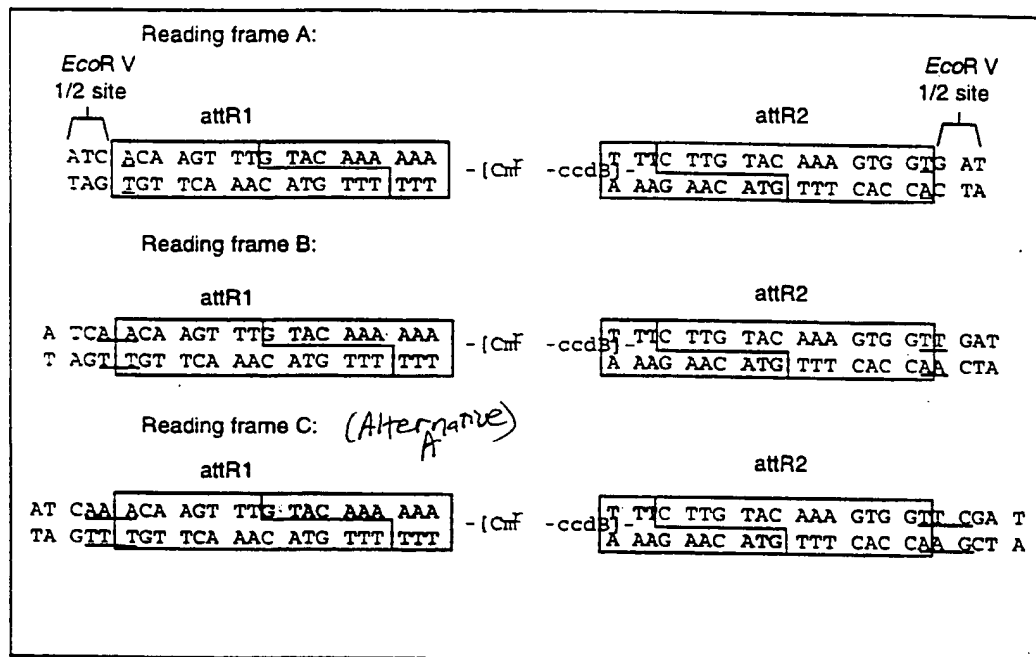 Reading frame A:
EcoR V EcoR V
1/2 site 1/2 site
attR1 attR2
ATC ACA AGT TTG TAC AAA AAA T TTC TTG TAC AAA GTG GTGAT
TAG TGT TCA AAC ATG TTT TTT -[Cmr -ccdB]- A AAG AAC ATG TTT CAC CAC TA
Reading frame B:
attR1 attR2
A TCA ACA AGT TTG TAC AAA AAA T TTC TTG TAC AAA GTG GTT GAT
T AGT TGT TCA AAC ATG TTT TTT -[Cmr -ccdB]- A AAG AAC ATG TTT CAC CAA CTA
Reading frame C: (Alternative A)
attR1 attR2
AT CAA ACA AGT TTG TAC AAA AAA T TTC TTG TAC AAA GTG GTT CGA T
TA GTT TGT TCA AAC ATG TTT TTT -[Cmr -ccdB]- A AAG AAC ATG TTT CAC CAA GCT A